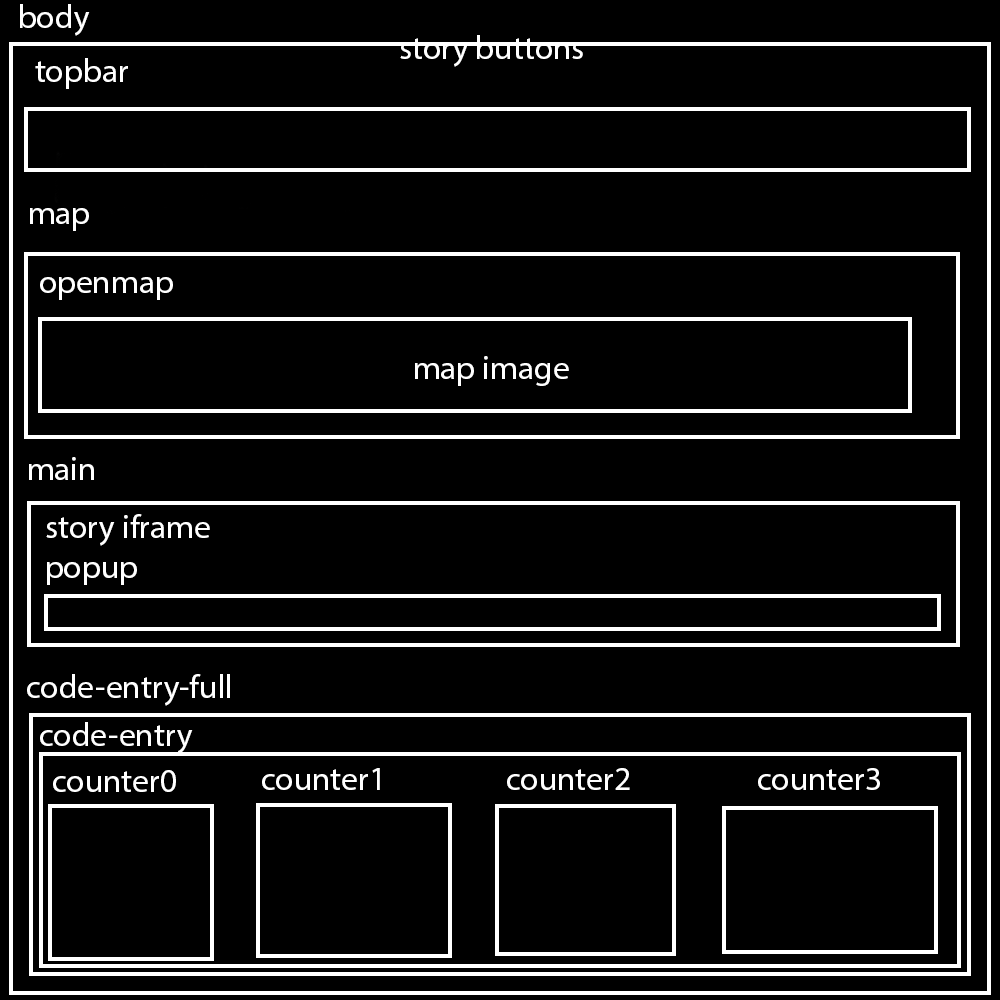 body
story buttons
topbar
map
openmap
map image
main
story iframe
popup
code-entry-full
code-entry
counter0
counter1
counter2
counter3